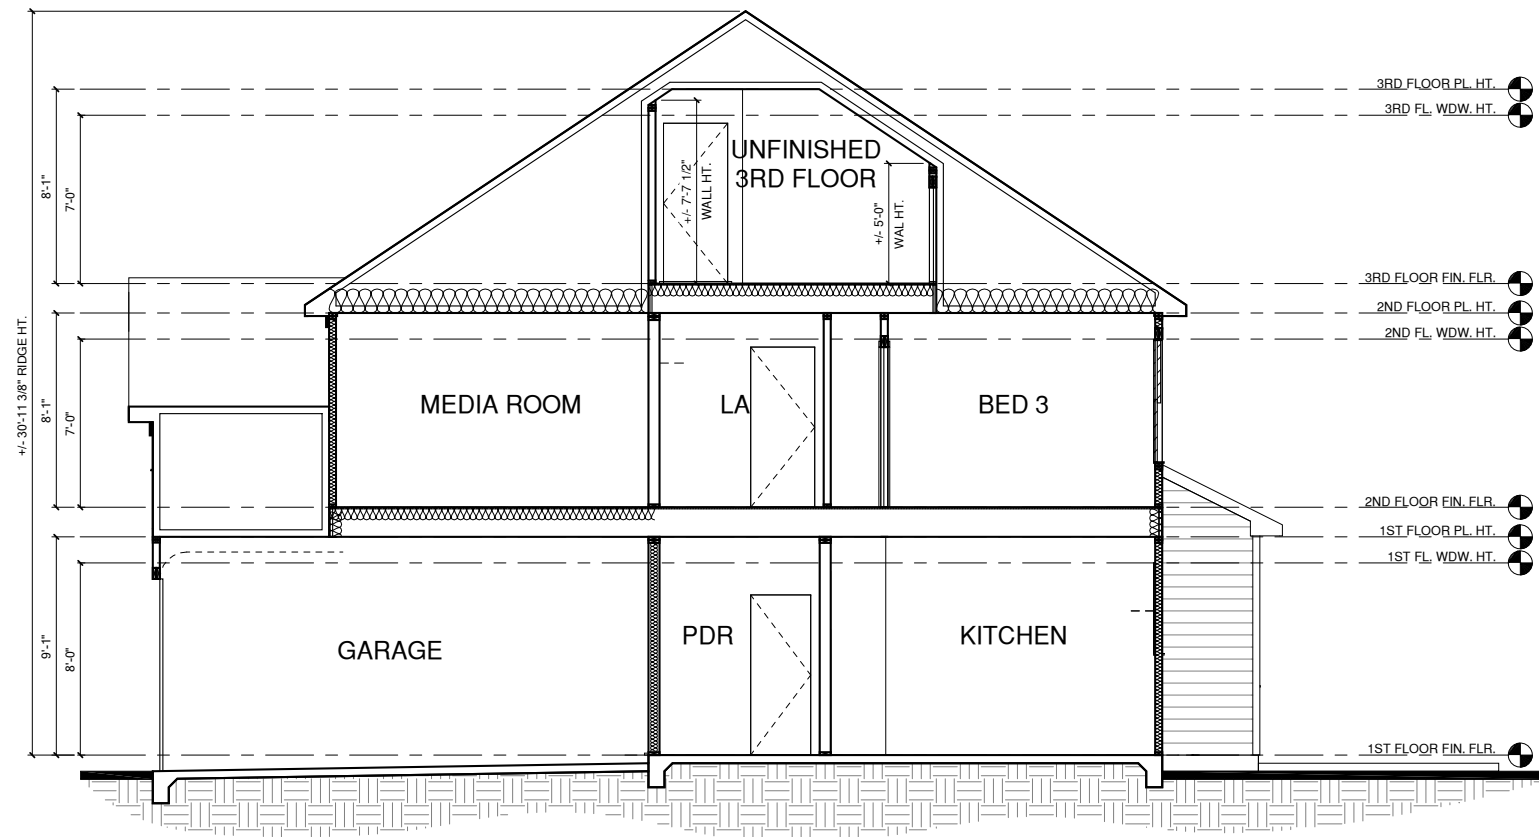 3RD FLOOR PL. HT.
3RD FL. WDW. HT.
UNFINISHED
3RD FLOOR
+/- 7'-7 1/2"
WALL HT.
8'-1"
7'-0"
+/- 5'-0"
WAL HT.
3RD FLOOR FIN. FLR.
2ND FLOOR PL. HT.
2ND FL. WDW. HT.
+/- 30'-11 3/8" RIDGE HT.
8'-1"
7'-0"
MEDIA ROOM
LA
BED 3
2ND FLOOR FIN. FLR.
1ST FLOOR PL. HT.
1ST FL. WDW. HT.
9'-1"
8'-0"
GARAGE
PDR
KITCHEN
1ST FLOOR FIN. FLR.